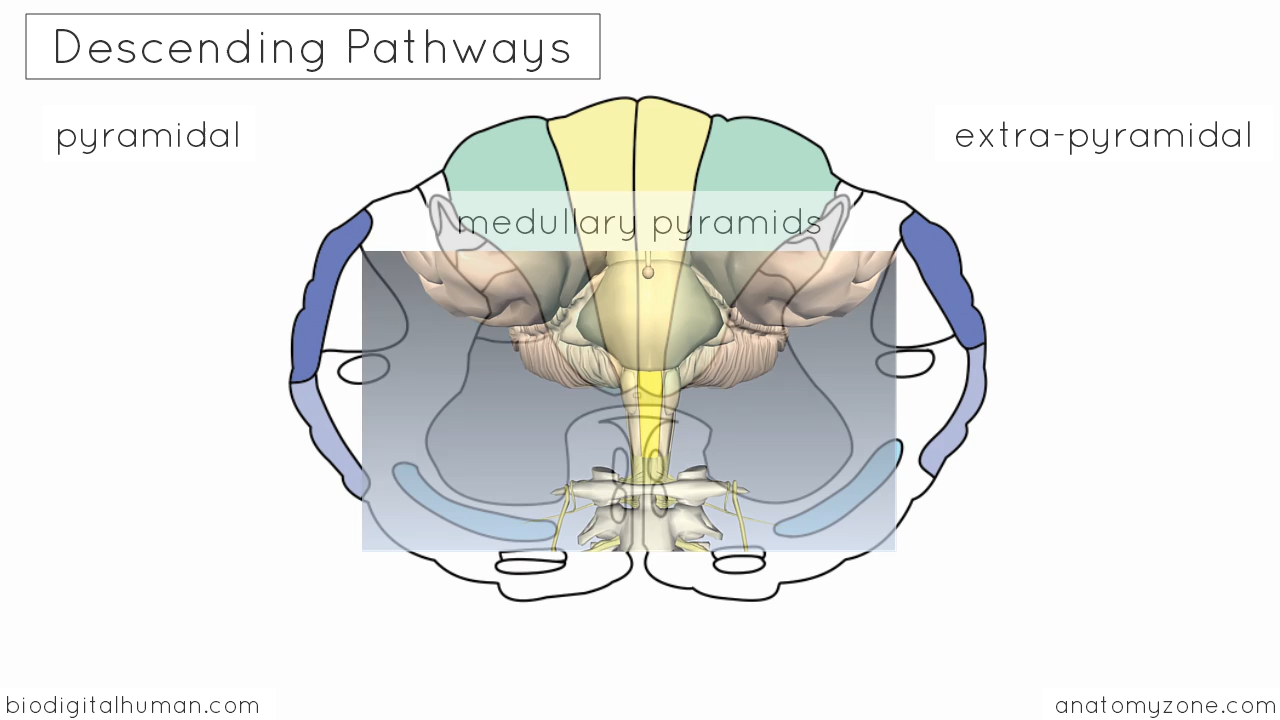 Descending Pathways
pyramidal
extra-pyramidal
medullary pyramids
biodigitalhuman.com
anatomyzone.com